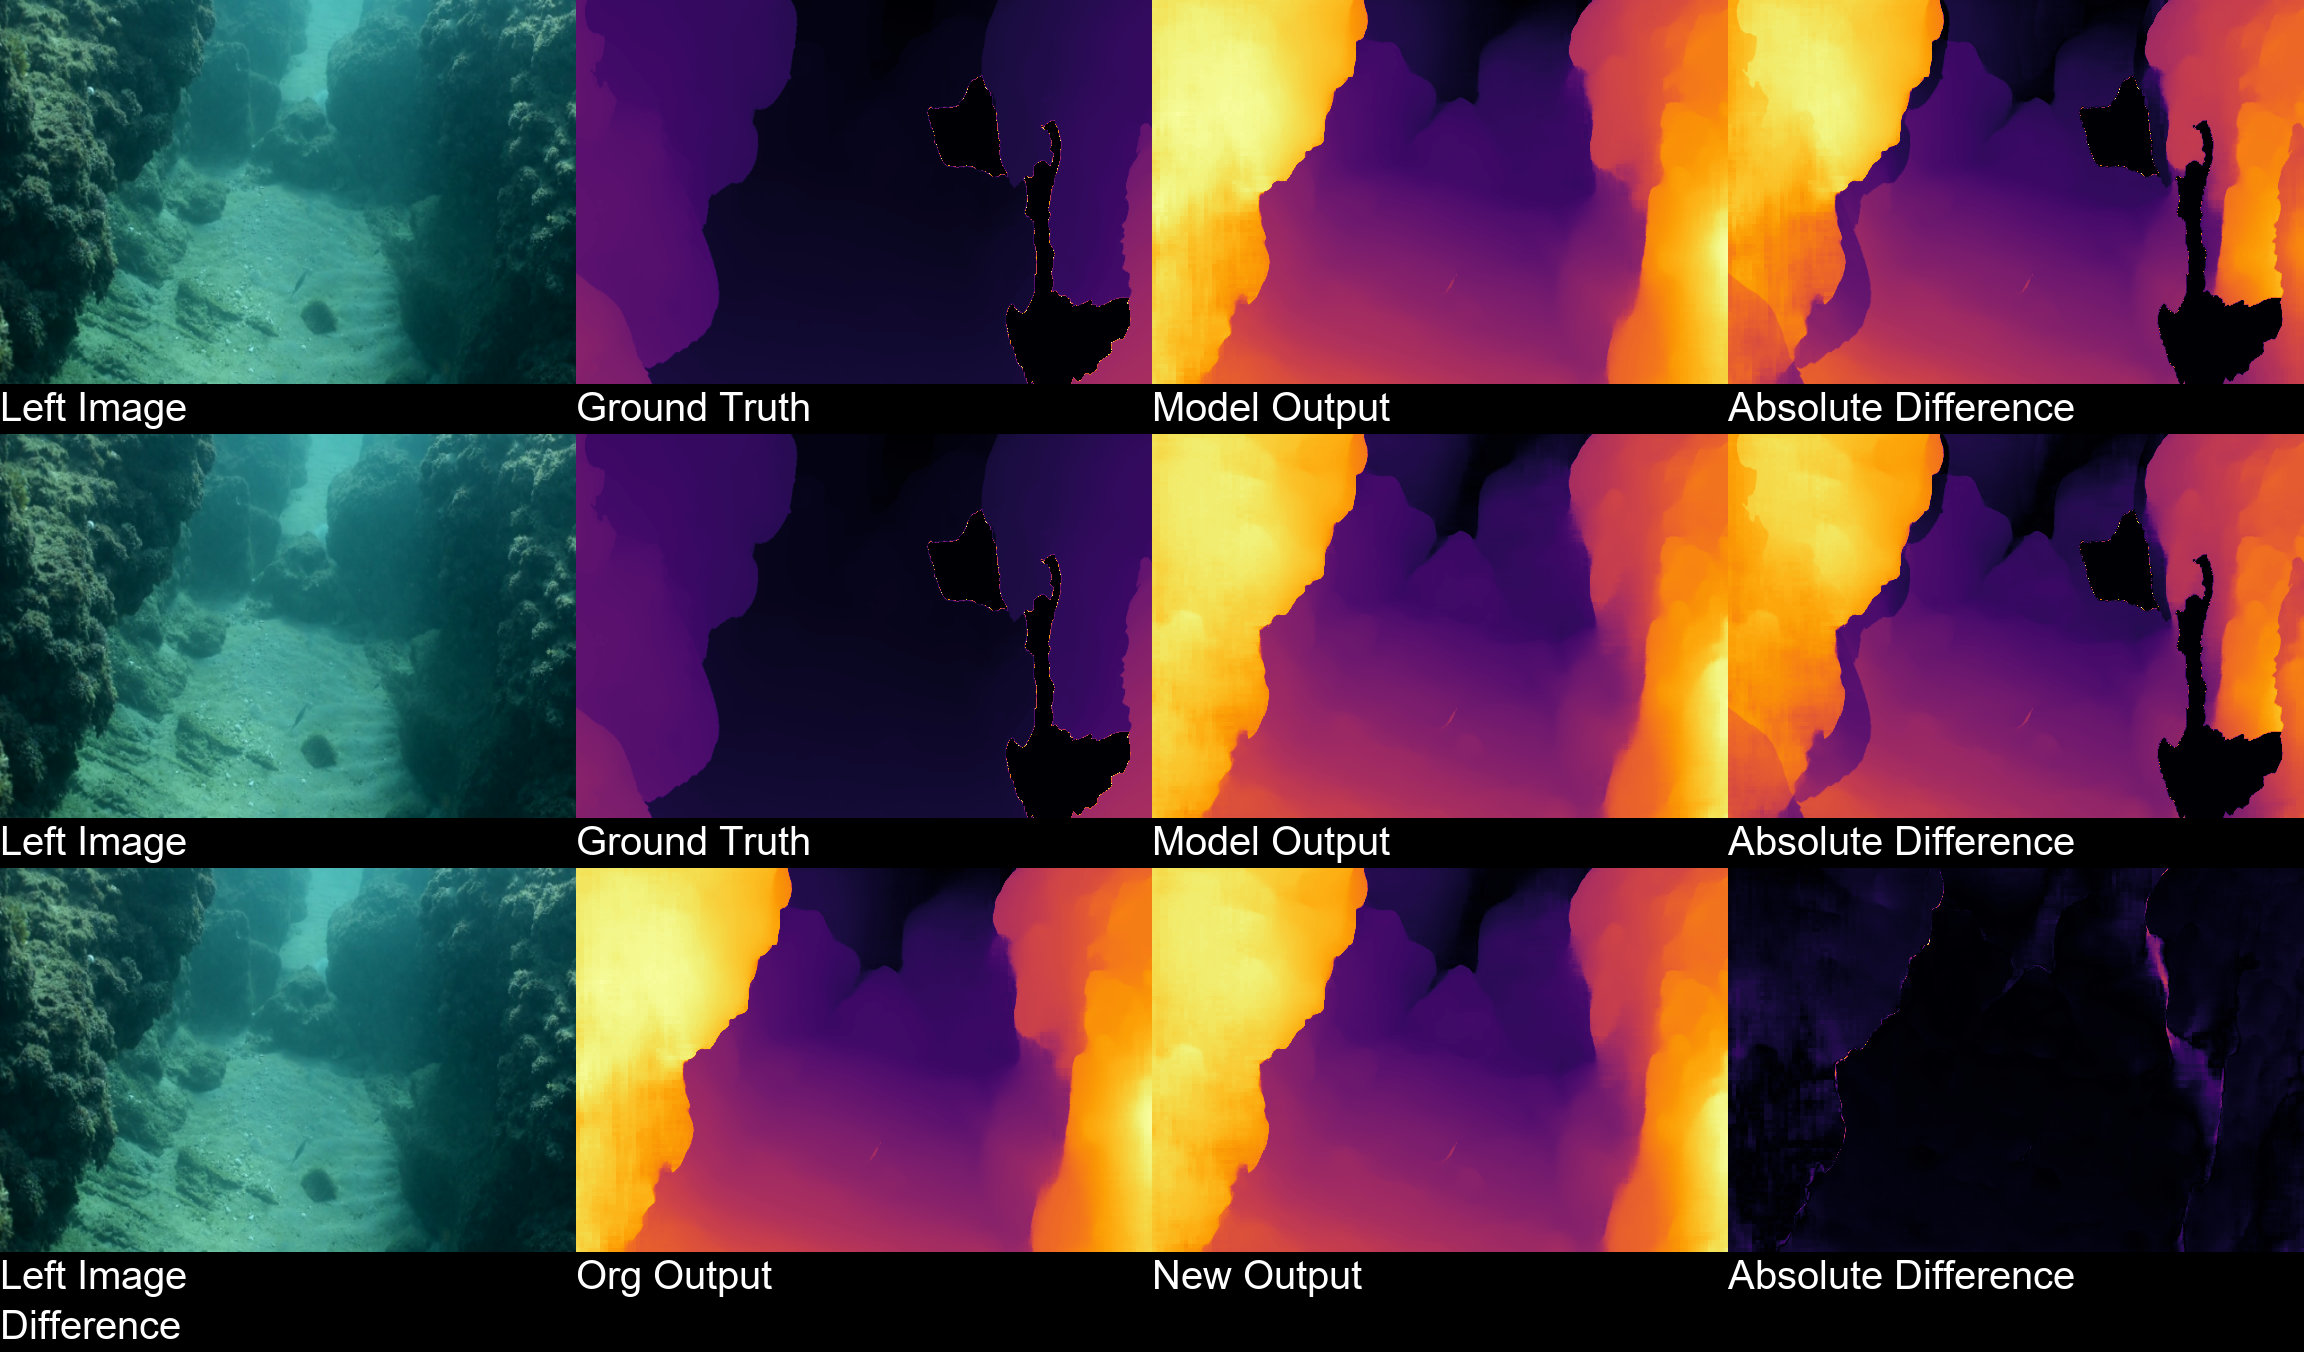 Left Image
Ground Truth
Model Output
Absolute Difference
Left Image
Ground Truth
Model Output
Absolute Difference
Left Image
Difference
Org Output
New Output
Absolute Difference